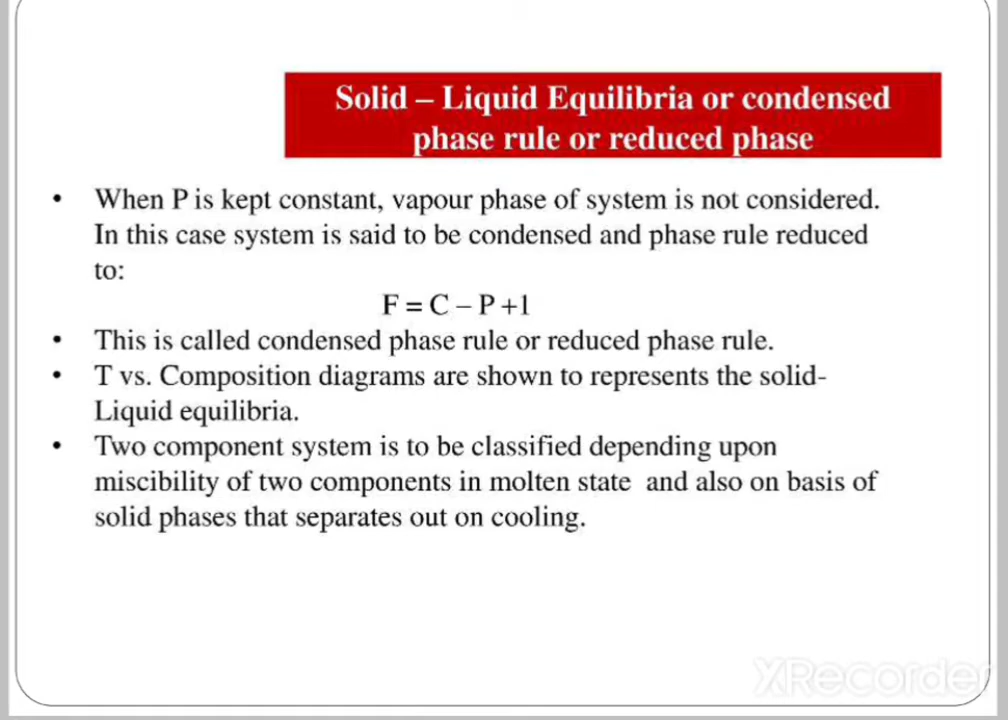 Solid – Liquid Equilibria or condensed
phase rule or reduced phase
• When P is kept constant, vapour phase of system is not considered.
In this case system is said to be condensed and phase rule reduced
to:
F = C – P +1
• This is called condensed phase rule or reduced phase rule.
• T vs. Composition diagrams are shown to represents the solid-
Liquid equilibria.
• Two component system is to be classified depending upon
miscibility of two components in molten state and also on basis of
solid phases that separates out on cooling.
XRecorder